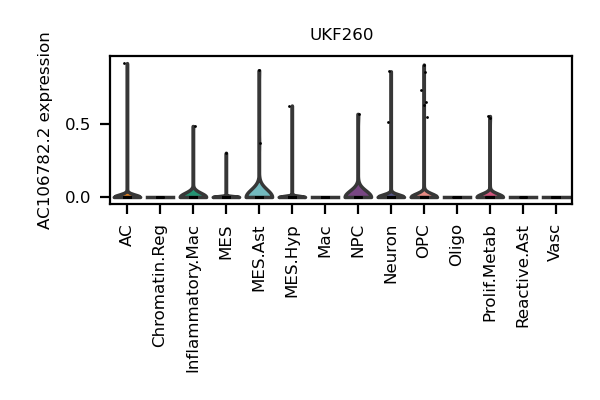 UKF260
AC106782.2 expression
0.5
0.0
AC
Chromatin.Reg
Inflammatory.Mac
MES
MES.Ast
MES.Hyp
Mac
NPC
Neuron
OPC
Oligo
Prolif.Metab
Reactive.Ast
Vasc